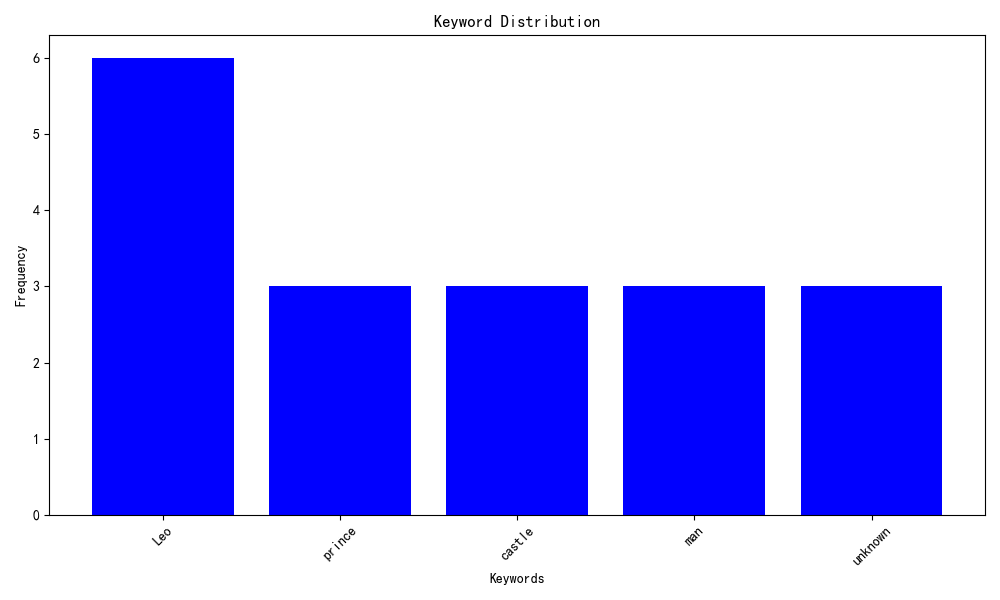 Keyword Distribution
6
5
4
3
2
1
0
Frequency
Leo
prince
castle
man
unknown
Keywords